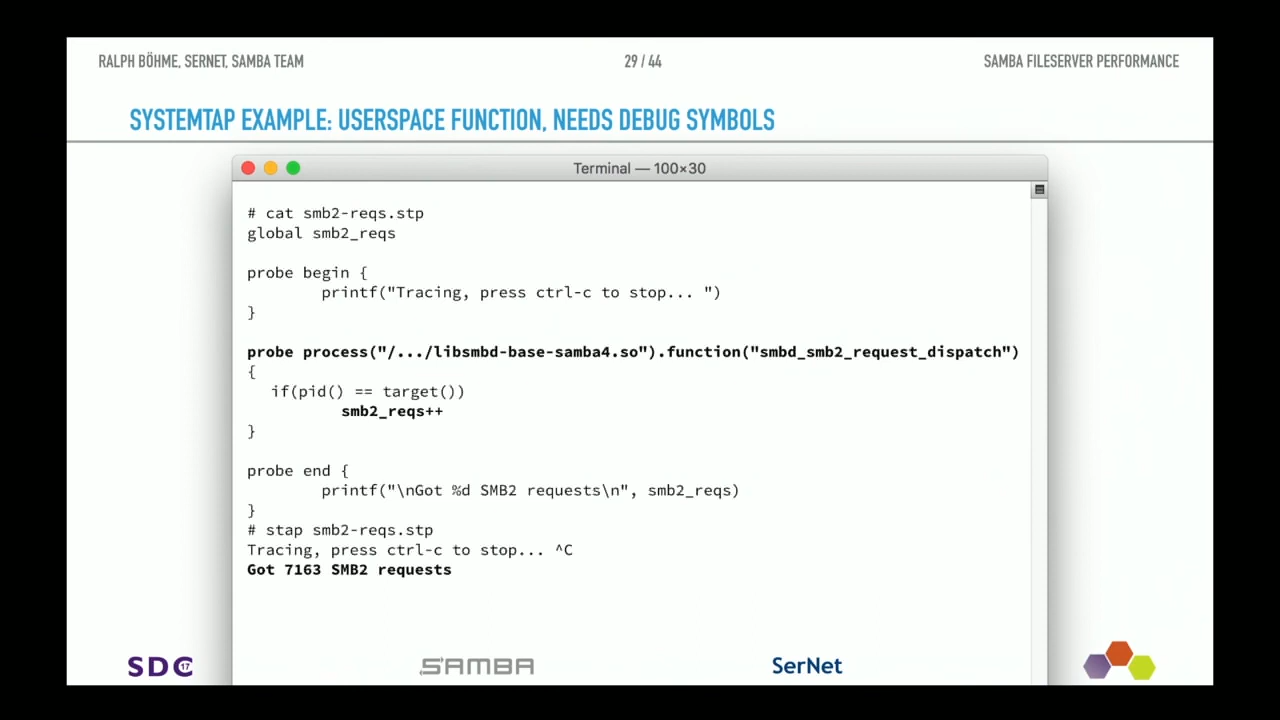 RALPH BÖHME, SERNET, SAMBA TEAM
29 / 44
SAMBA FILESERVER PERFORMANCE
SYSTEMTAP EXAMPLE: USERSPACE FUNCTION, NEEDS DEBUG SYMBOLS
Terminal — 100×30
# cat smb2-reqs.stp
global smb2_reqs
probe begin {
printf("Tracing, press ctrl-c to stop... ")
}
probe process("/.../libsmbd-base-samba4.so").function("smbd_smb2_request_dispatch")
{
if(pid() == target())
smb2_reqs++
}
probe end {
printf("\nGot %d SMB2 requests\n", smb2_reqs)
}
# stap smb2-reqs.stp
Tracing, press ctrl-c to stop... ^C
Got 7163 SMB2 requests
SDC 17
SAMBA
SerNet